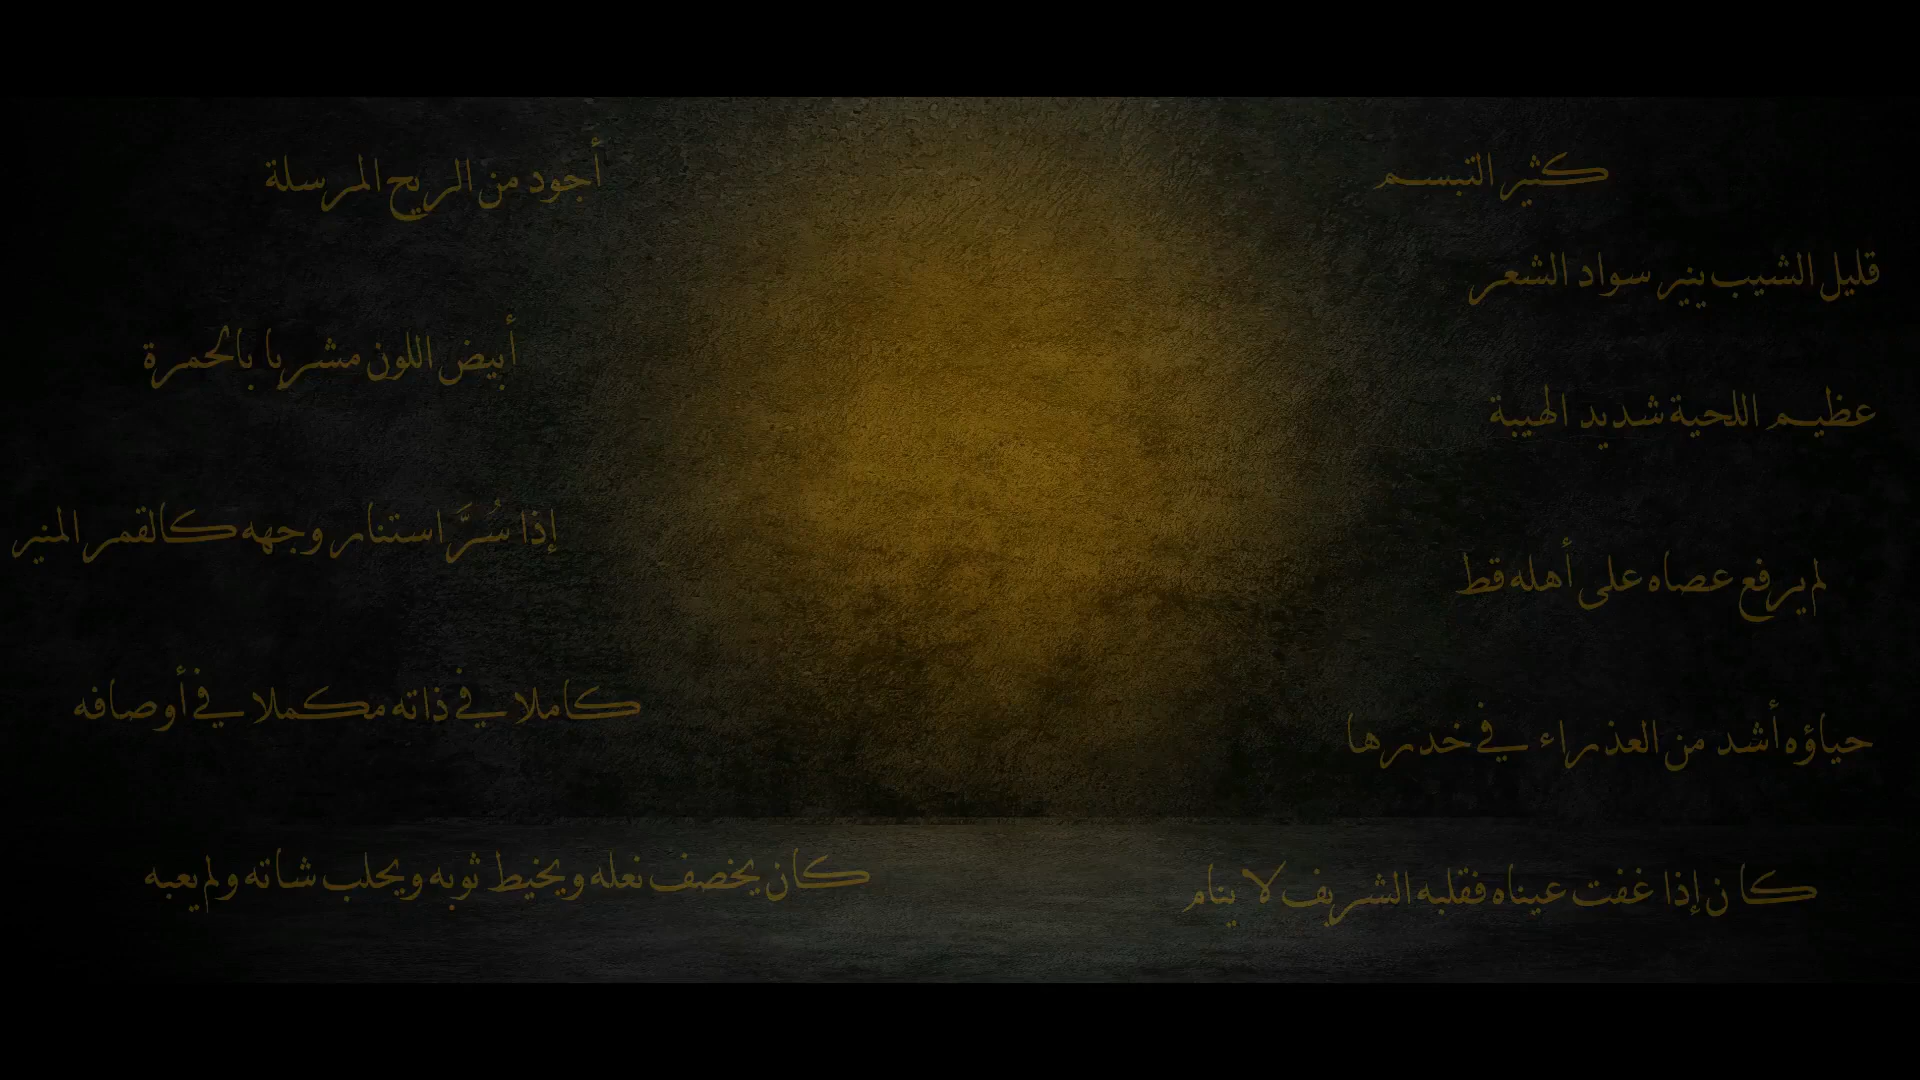 كثير التبسم
قليل الشيب ينير سواد الشعر
عظيم اللحية شديد الهيبة
لم يرفع عصاه على أهله قط
حياؤه أشد من العذراء في خدرها
كان إذا غفت عيناه فقلبه الشريف لا ينام
أجود من الريح المرسلة
أبيض اللون مشربا بالحمرة
إذا سُرَّ استنار وجهه كالقمر المنير
كاملا في ذاته مكملا في أوصافه
كان يخصف نعله ويخيط ثوبه ويحلب شاته ولم يعبه